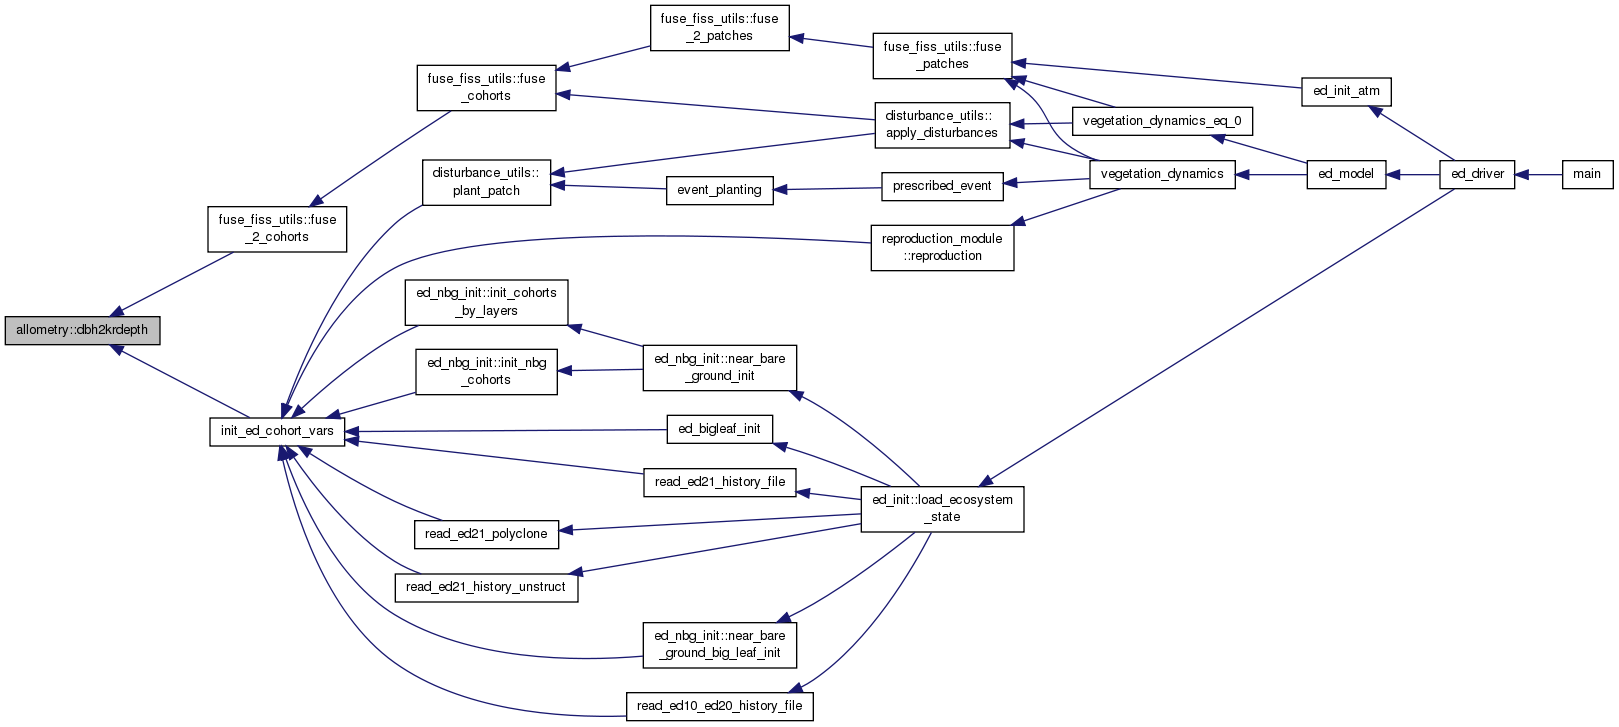 fuse_fiss_utils::fuse
_2_patches
fuse_fiss_utils::fuse
_patches
fuse_fiss_utils::fuse
_cohorts
ed_init_atm
disturbance_utils::
apply_disturbances
vegetation_dynamics_eq_0
disturbance_utils::
plant_patch
event_planting
prescribed_event
vegetation_dynamics
ed_model
ed_driver
main
fuse_fiss_utils::fuse
_2_cohorts
reproduction_module
::reproduction
ed_nbg_init::init_cohorts
_by_layers
allometry::dbh2krdepth
ed_nbg_init::init_nbg
_cohorts
ed_nbg_init::near_bare
_ground_init
init_ed_cohort_vars
ed_bigleaf_init
read_ed21_history_file
ed_init::load_ecosystem
_state
read_ed21_polyclone
read_ed21_history_unstruct
ed_nbg_init::near_bare
_ground_big_leaf_init
read_ed10_ed20_history_file